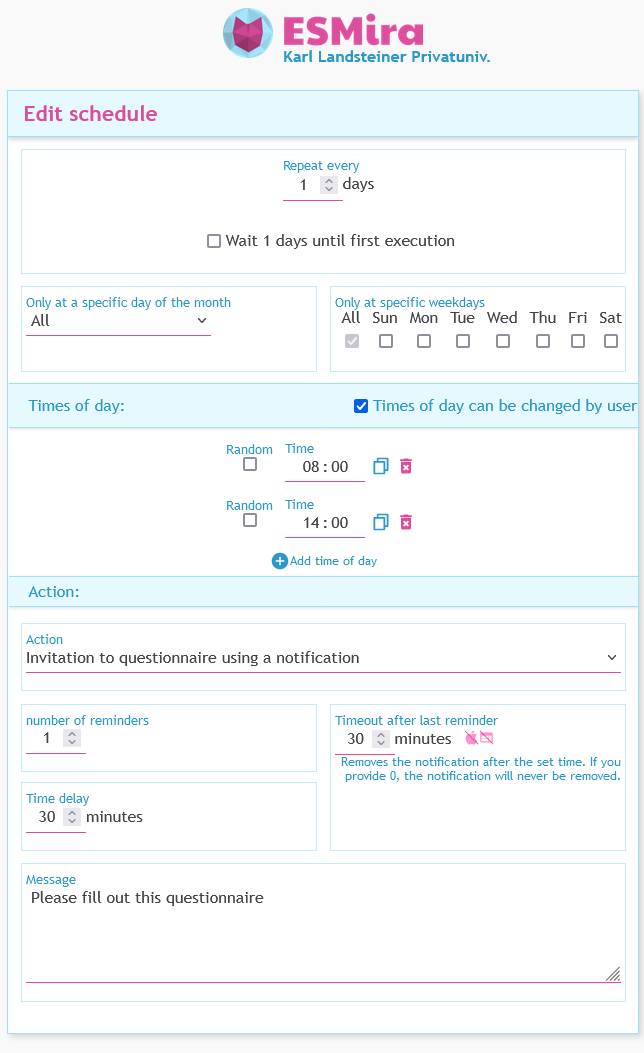 ESMira
Karl Landsteiner Privatuniv.
Edit schedule
Repeat every
1 days
Wait 1 days until first execution
Only at a specific day of the month
All
Only at specific weekdays
All Sun Mon Tue Wed Thu Fri Sat
Times of day:
Times of day can be changed by user
Random Time
08:00
Random Time
14:00
Add time of day
Action:
Action
Invitation to questionnaire using a notification
number of reminders
1
Timeout after last reminder
30 minutes
Removes the notification after the set time. If you
provide 0, the notification will never be removed.
Time delay
30 minutes
Message
Please fill out this questionnaire